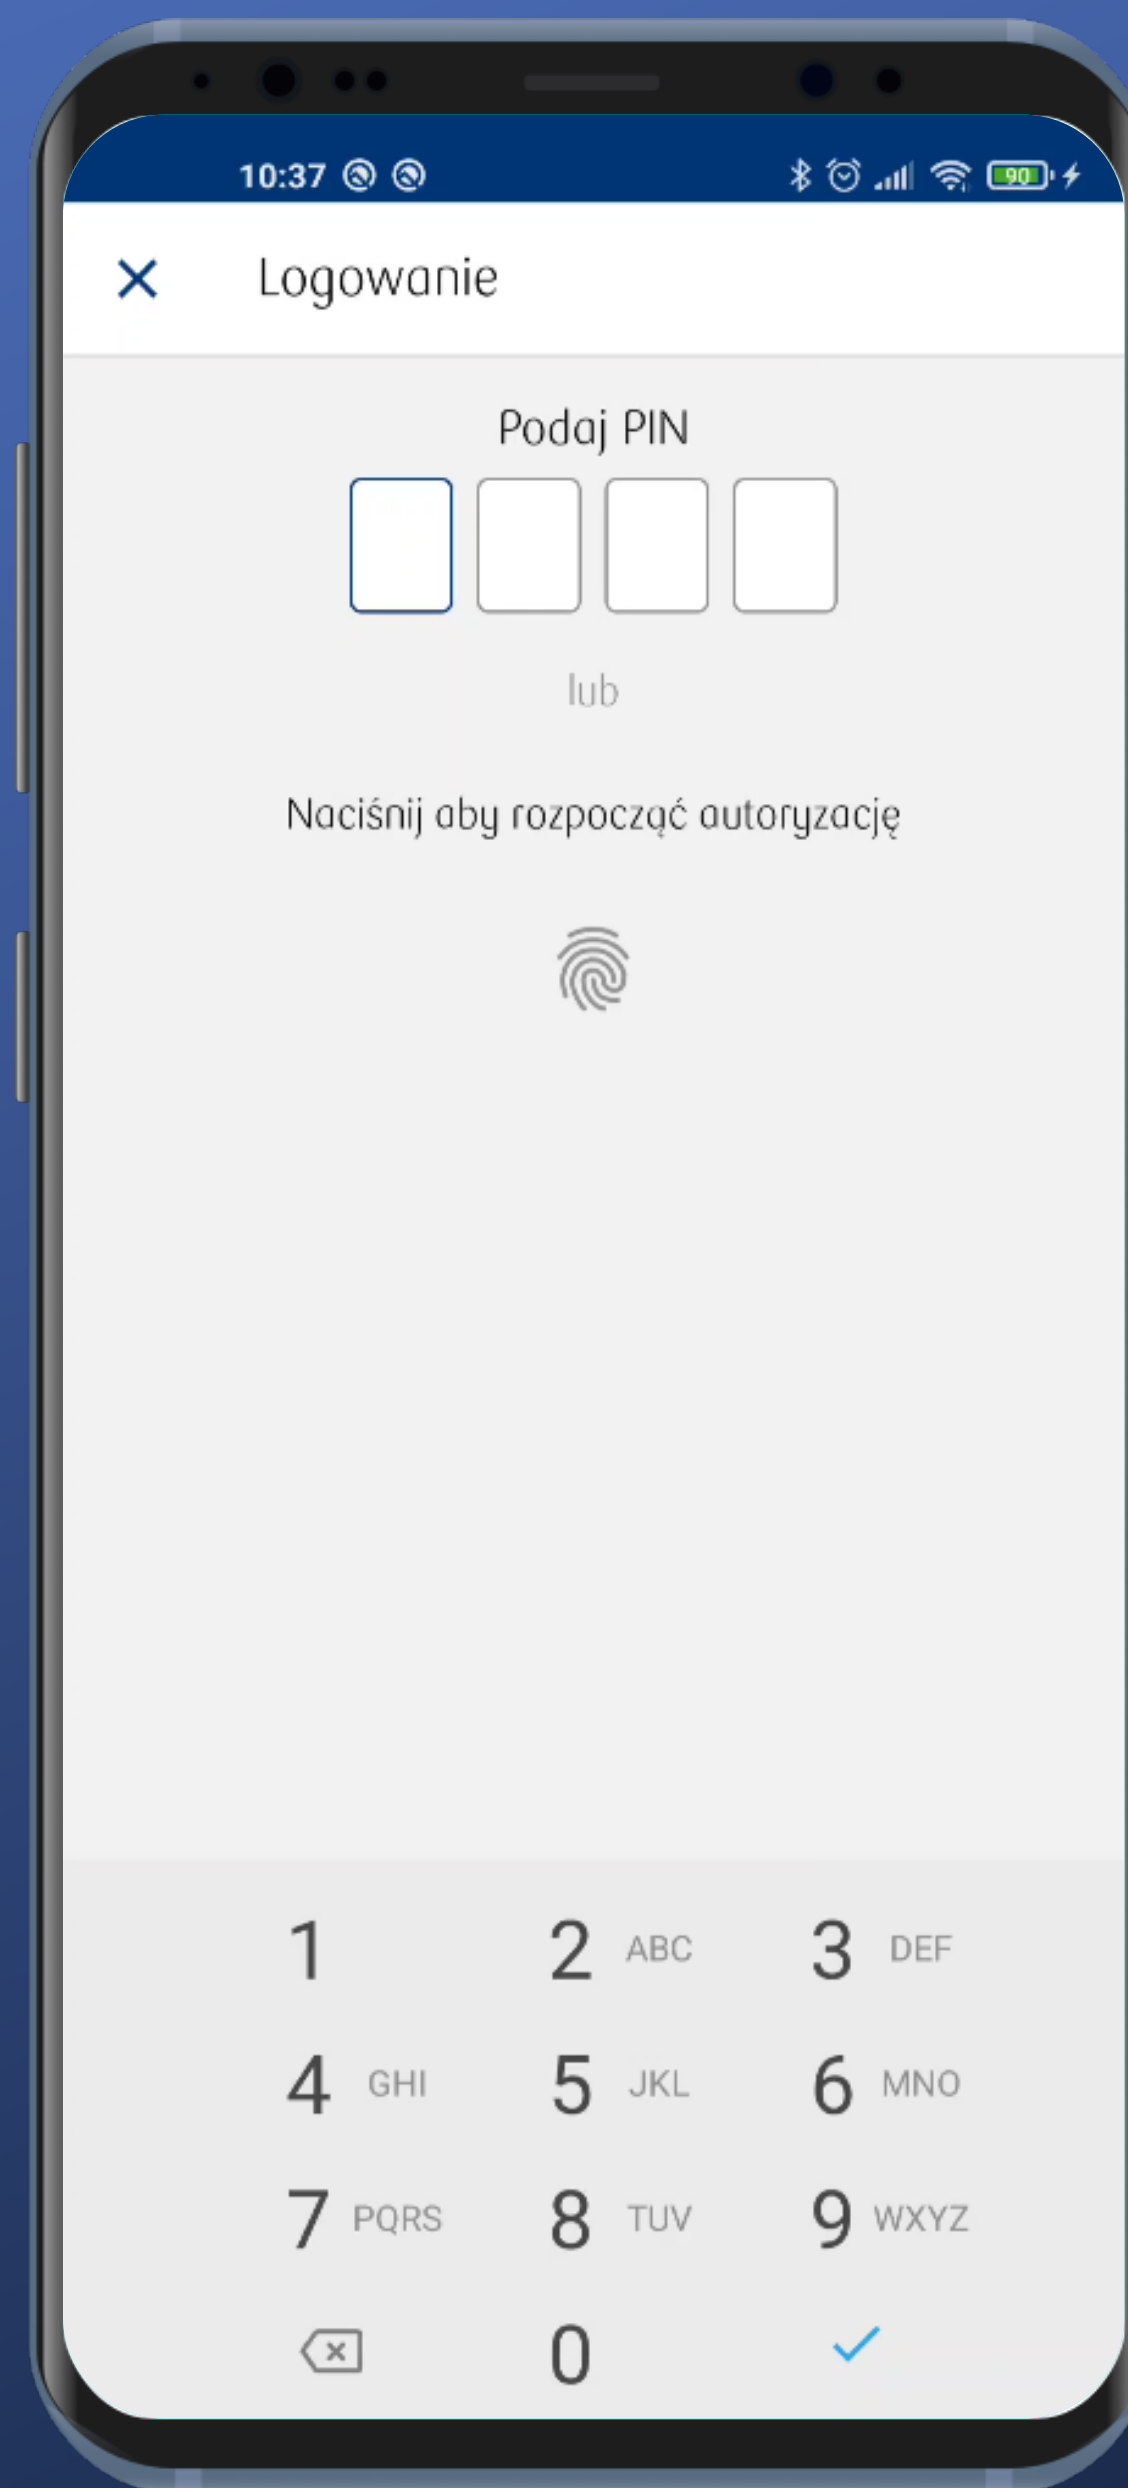 10:37
90
Logowanie
Podaj PIN
lub
Naciśnij aby rozpocząć autoryzację
1 2 ABC 3 DEF
4 GHI 5 JKL 6 MNO
7 PQRS 8 TUV 9 WXYZ
0